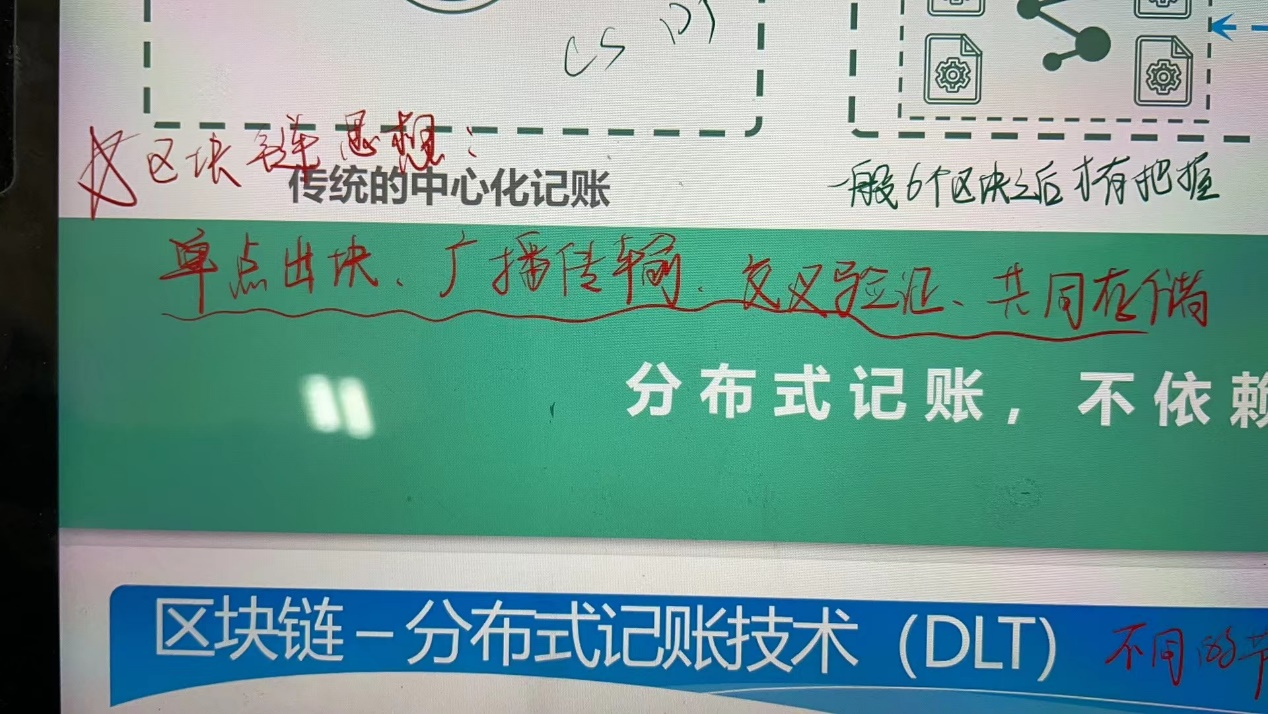 CS
区块链思想：
传统的中心化记账
一般6个区块之后才有把握
单点出块、广播传输、交叉验证、共同存储
分布式记账，不依赖
区块链－分布式记账技术（DLT）
不同的节